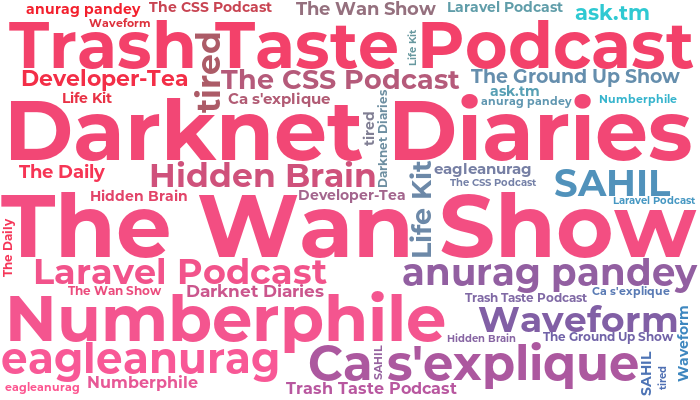 anurag pandey
The CSS Podcast
The Wan Show
Laravel Podcast
ask.tm
Waveform
Trash Taste Podcast
Life Kit
tired
Developer-Tea
The CSS Podcast
The Ground Up Show
ask.tm
Life Kit
Ca s'explique
anurag pandey
Numberphile
Darknet Diaries
tired
Darknet Diaries
The Daily
Hidden Brain
Life Kit
eagleanurag
The CSS Podcast
SAHIL
Hidden Brain
Developer-Tea
Laravel Podcast
The Wan Show
The Daily
Laravel Podcast
anurag pandey
The Wan Show
Darknet Diaries
Trash Taste Podcast
Ca s'explique
Numberphile
Waveform
Waveform
Hidden Brain
The Ground Up Show
eagleanurag
Ca s'explique
SAHIL
SAHIL
tired
eagleanurag
Numberphile
Trash Taste Podcast